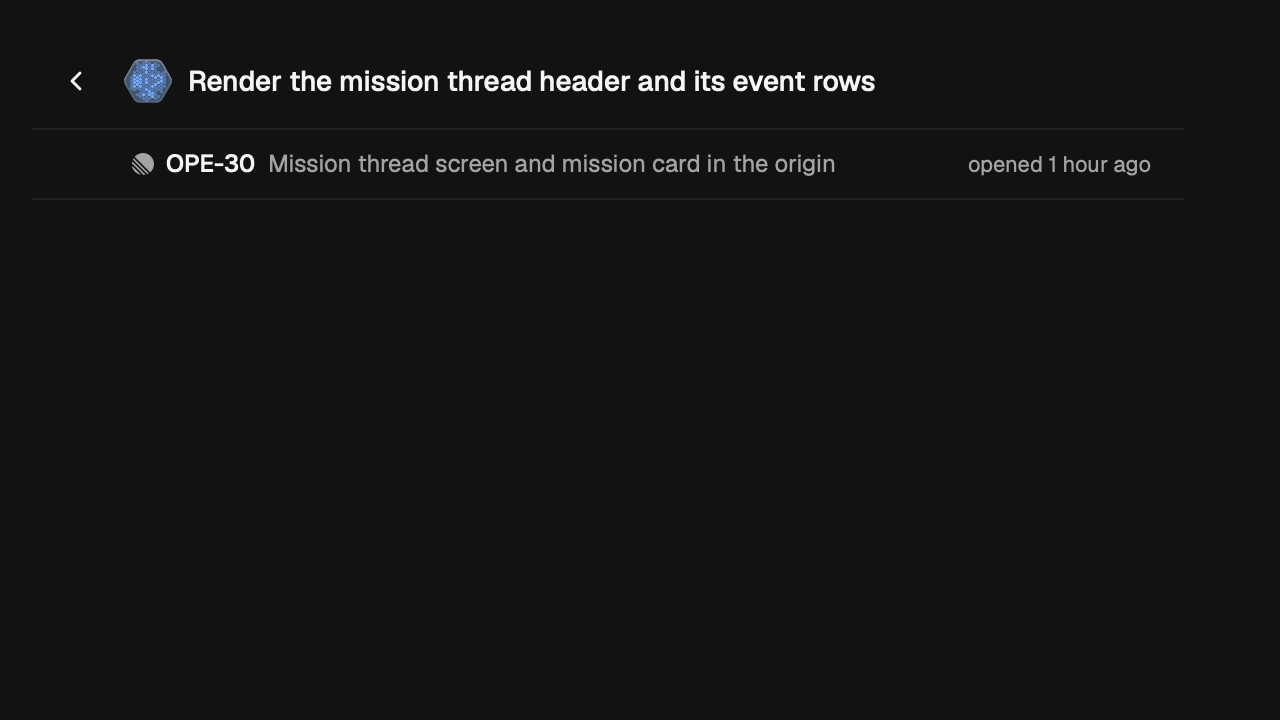 Render the mission thread header and its event rows
OPE-30 Mission thread screen and mission card in the origin opened 1 hour ago